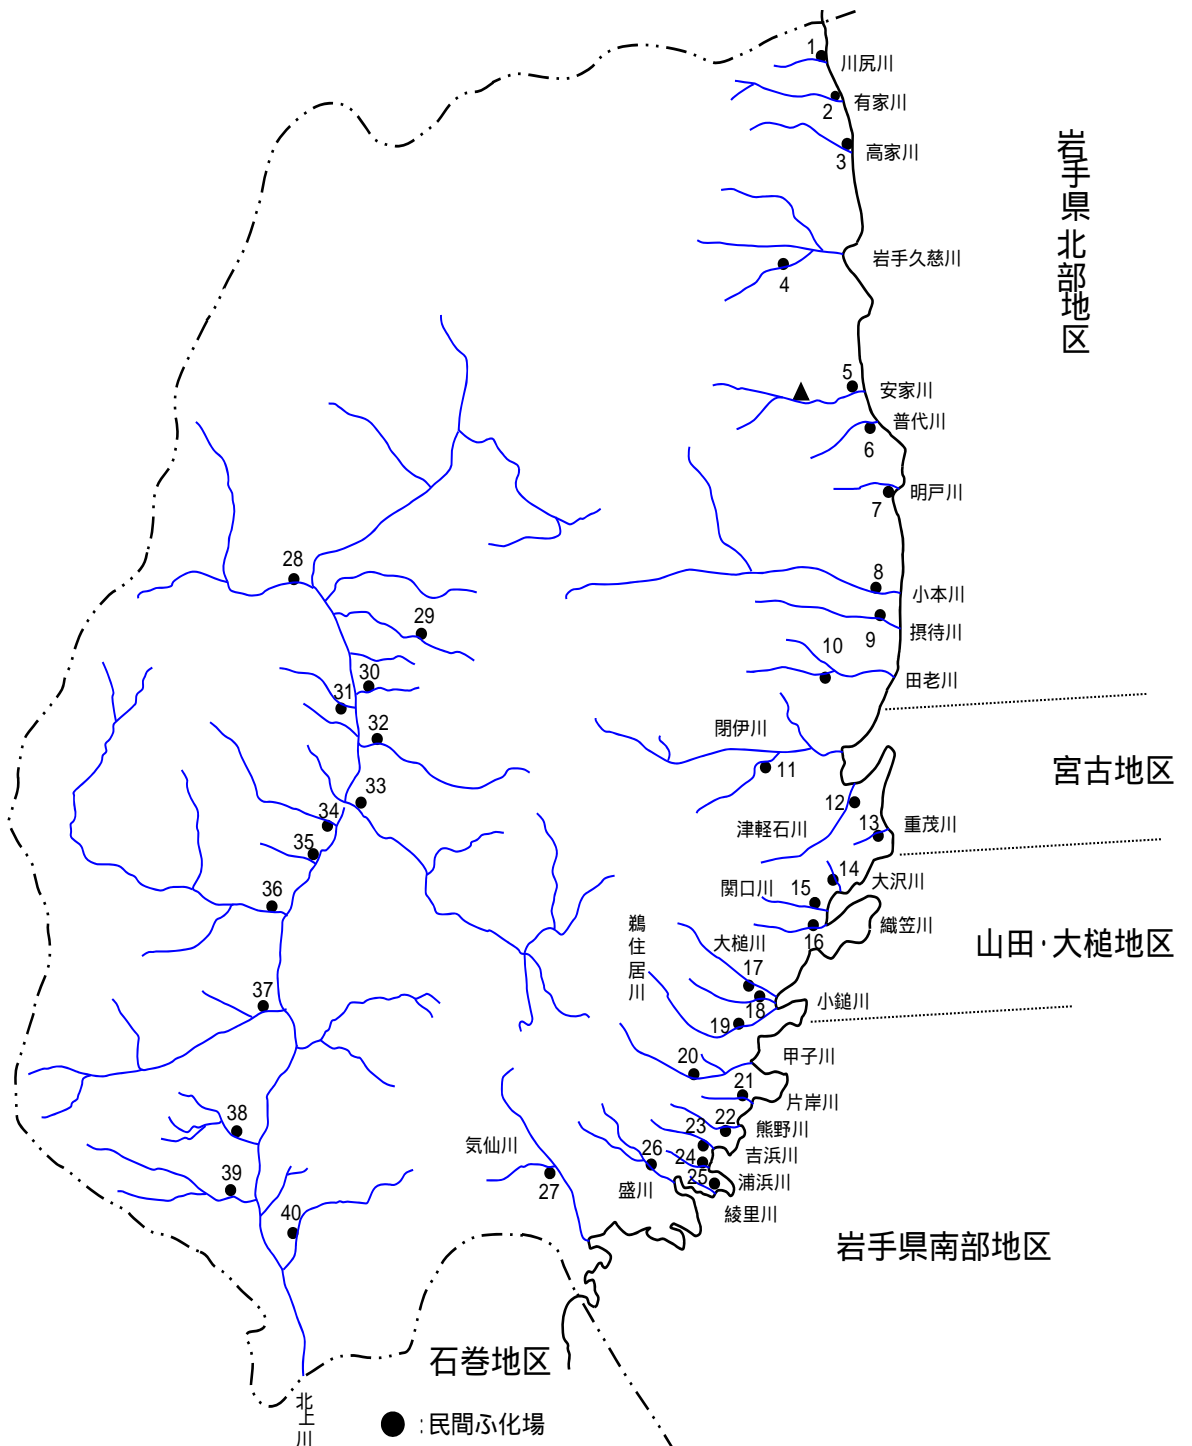 1
川尻川
2
有家川
3
高家川
岩手県北部地区
岩手久慈川
4
5
安家川
普代川
6
明戸川
7
28
8
小本川
29
9
摂待川
10
30
田老川
31
32
閉伊川
11
宮古地区
33
12
34
津軽石川
13
重茂川
35
14
大沢川
36
関口川
15
織笠川
16
鵜住居川
大槌川
山田・大槌地区
17
37
18
小鎚川
19
20
甲子川
21
片岸川
38
22
熊野川
23
気仙川
吉浜川
26
24
39
27
盛川
25
浦浜川
綾里川
40
岩手県南部地区
石巻地区
北上川
:民間ふ化場